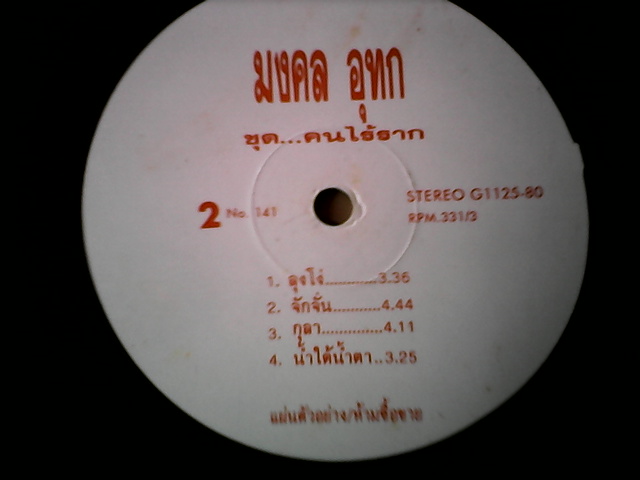 มงคล อุทก
ชุด...คนไร้ราก
2 No. 141
STEREO G1125-80
RPM.331/3
1. ลุงโง่............3.36
2. จักจั่น...........4.44
3. กุลา..............4.11
4. น้ำใต้น้ำตา..3.25
แผ่นตัวอย่าง/ห้ามซื้อขาย